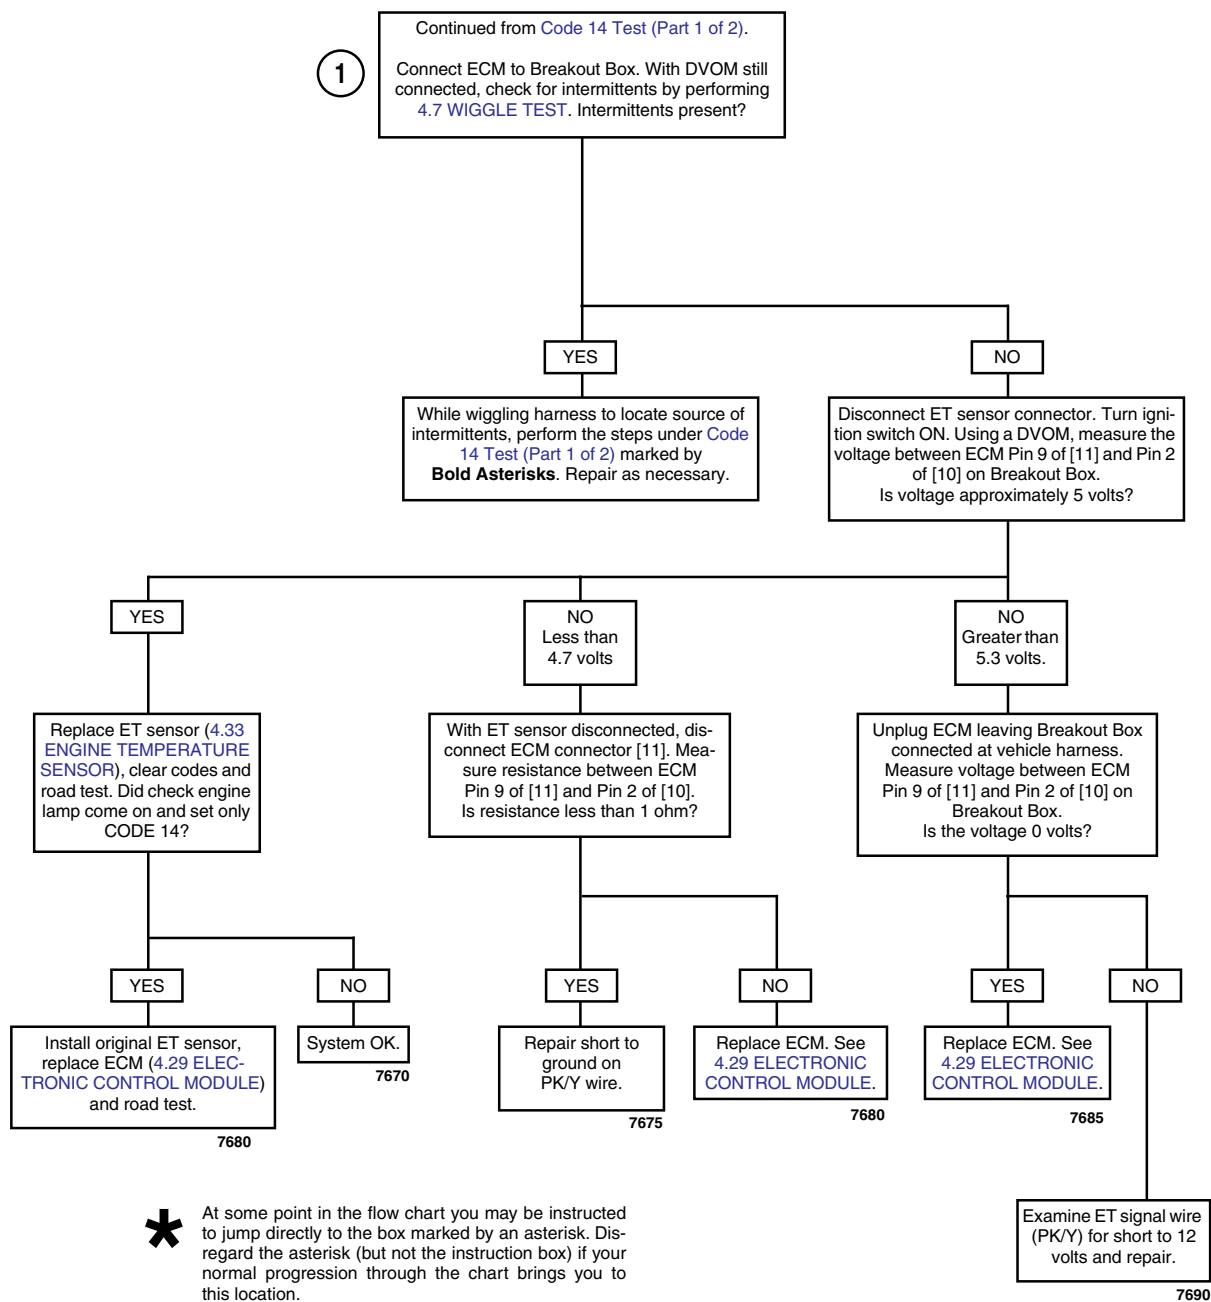 Continued from Code 14 Test (Part 1 of 2).
1
Connect ECM to Breakout Box. With DVOM still
connected, check for intermittents by performing
4.7 WIGGLE TEST. Intermittents present?
YES
NO
While wiggling harness to locate source of
intermittents, perform the steps under Code
14 Test (Part 1 of 2) marked by
Bold Asterisks. Repair as necessary.
Disconnect ET sensor connector. Turn igni-
tion switch ON. Using a DVOM, measure the
voltage between ECM Pin 9 of [11] and Pin 2
of [10] on Breakout Box.
Is voltage approximately 5 volts?
YES
NO
Less than
4.7 volts
NO
Greater than
5.3 volts.
Replace ET sensor (4.33
ENGINE TEMPERATURE
SENSOR), clear codes and
road test. Did check engine
lamp come on and set only
CODE 14?
With ET sensor disconnected, dis-
connect ECM connector [11]. Mea-
sure resistance between ECM
Pin 9 of [11] and Pin 2 of [10].
Is resistance less than 1 ohm?
Unplug ECM leaving Breakout Box
connected at vehicle harness.
Measure voltage between ECM
Pin 9 of [11] and Pin 2 of [10] on
Breakout Box.
Is the voltage 0 volts?
YES
NO
YES
NO
YES
NO
Install original ET sensor,
replace ECM (4.29 ELEC-
TRONIC CONTROL MODULE)
and road test.
7680
System OK.
7670
Repair short to
ground on
PK/Y wire.
7675
Replace ECM. See
4.29 ELECTRONIC
CONTROL MODULE.
7680
Replace ECM. See
4.29 ELECTRONIC
CONTROL MODULE.
7685
Examine ET signal wire
(PK/Y) for short to 12
volts and repair.
7690
* At some point in the flow chart you may be instructed
to jump directly to the box marked by an asterisk. Dis-
regard the asterisk (but not the instruction box) if your
normal progression through the chart brings you to
this location.